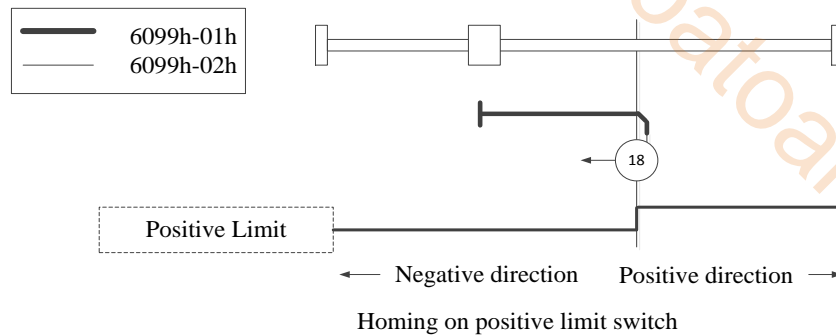 6099h-01h
6099h-02h
18
Positive Limit
Negative direction
Positive direction
Homing on positive limit switch